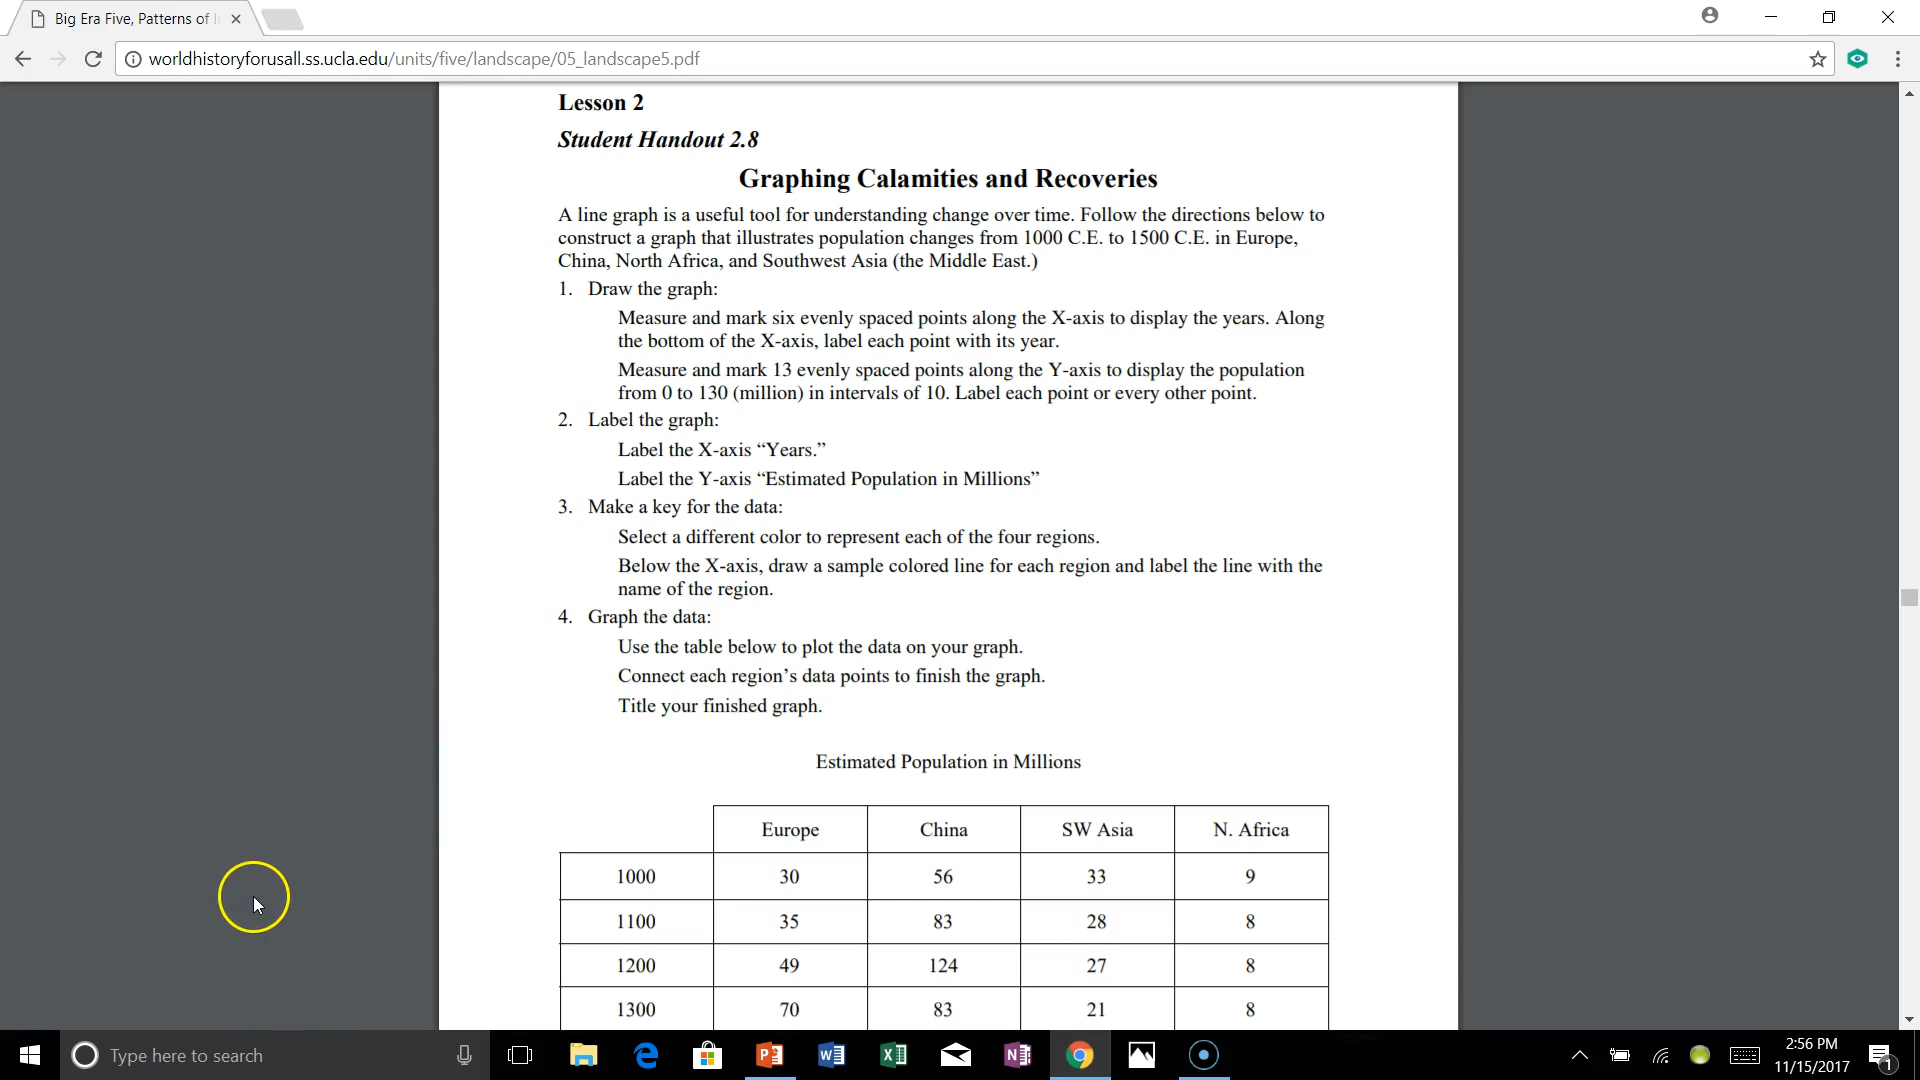 Big Era Five, Patterns of I
worldhistoryforusall.ss.ucla.edu/units/five/landscape/05_landscape5.pdf
Lesson 2
Student Handout 2.8
Graphing Calamities and Recoveries
A line graph is a useful tool for understanding change over time. Follow the directions below to
construct a graph that illustrates population changes from 1000 C.E. to 1500 C.E. in Europe,
China, North Africa, and Southwest Asia (the Middle East.)
1. Draw the graph:
Measure and mark six evenly spaced points along the X-axis to display the years. Along
the bottom of the X-axis, label each point with its year.
Measure and mark 13 evenly spaced points along the Y-axis to display the population
from 0 to 130 (million) in intervals of 10. Label each point or every other point.
2. Label the graph:
Label the X-axis “Years.”
Label the Y-axis “Estimated Population in Millions”
3. Make a key for the data:
Select a different color to represent each of the four regions.
Below the X-axis, draw a sample colored line for each region and label the line with the
name of the region.
4. Graph the data:
Use the table below to plot the data on your graph.
Connect each region’s data points to finish the graph.
Title your finished graph.
Estimated Population in Millions
Europe China SW Asia N. Africa
1000 30 56 33 9
1100 35 83 28 8
1200 49 124 27 8
1300 70 83 21 8
Type here to search
2:56 PM
11/15/2017
1